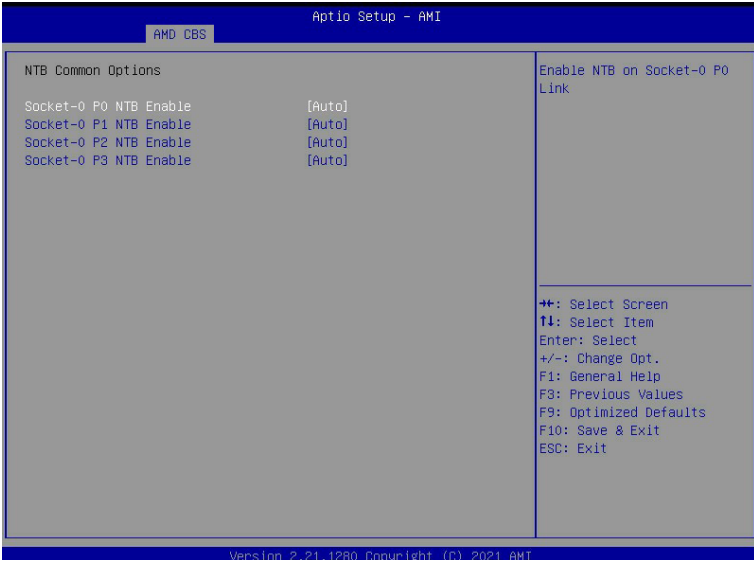 Aptio Setup – AMI
AMD CBS
NTB Common Options
Socket-0 P0 NTB Enable [Auto]
Socket-0 P1 NTB Enable [Auto]
Socket-0 P2 NTB Enable [Auto]
Socket-0 P3 NTB Enable [Auto]
Enable NTB on Socket-0 P0
Link
→←: Select Screen
↑↓: Select Item
Enter: Select
+/-: Change Opt.
F1: General Help
F3: Previous Values
F9: Optimized Defaults
F10: Save & Exit
ESC: Exit
Version 2.21.1280 Copyright (C) 2021 AMI